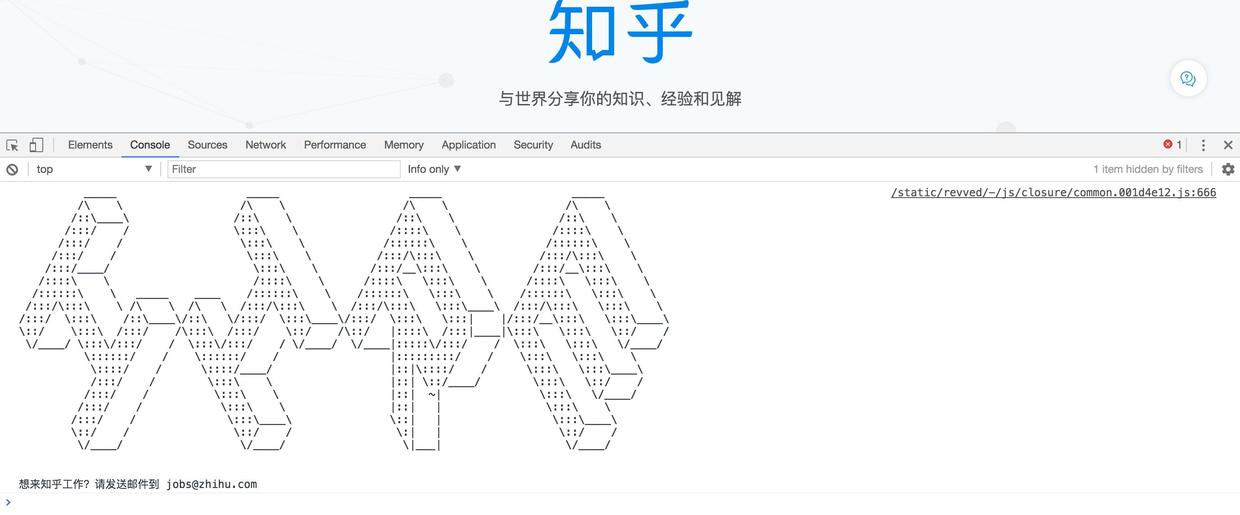 知乎
与世界分享你的知识、经验和见解
Elements Console Sources Network Performance Memory Application Security Audits 1
top Filter Info only 1 item hidden by filters
/static/revved/-/js/closure/common.001d4e12.js:666
想来知乎工作？请发送邮件到 jobs@zhihu.com